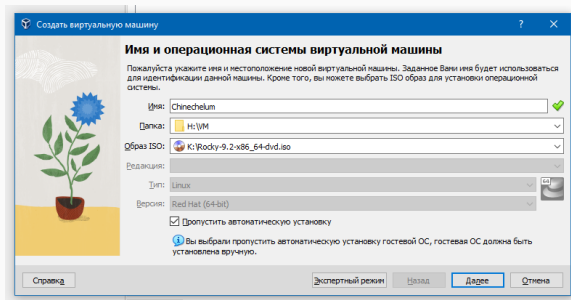 Создать виртуальную машину
? ×
Имя и операционная системы виртуальной машины
Пожалуйста укажите имя и местоположение новой виртуальной машины. Заданное Вами имя будет использоваться
для идентификации данной машины. Кроме того, вы можете выбрать ISO образ для установки операционной
системы.
Имя: Chinechelum
Папка: H:\VM
Образ ISO: K:\Rocky-9.2-x86_64-dvd.iso
Редакция:
Тип: Linux
64
Версия: Red Hat (64-bit)
Пропустить автоматическую установку
Вы выбрали пропустить автоматическую установку гостевой ОС, гостевая ОС должна быть
установлена вручную.
Справка Экспертный режим Назад Далее Отмена